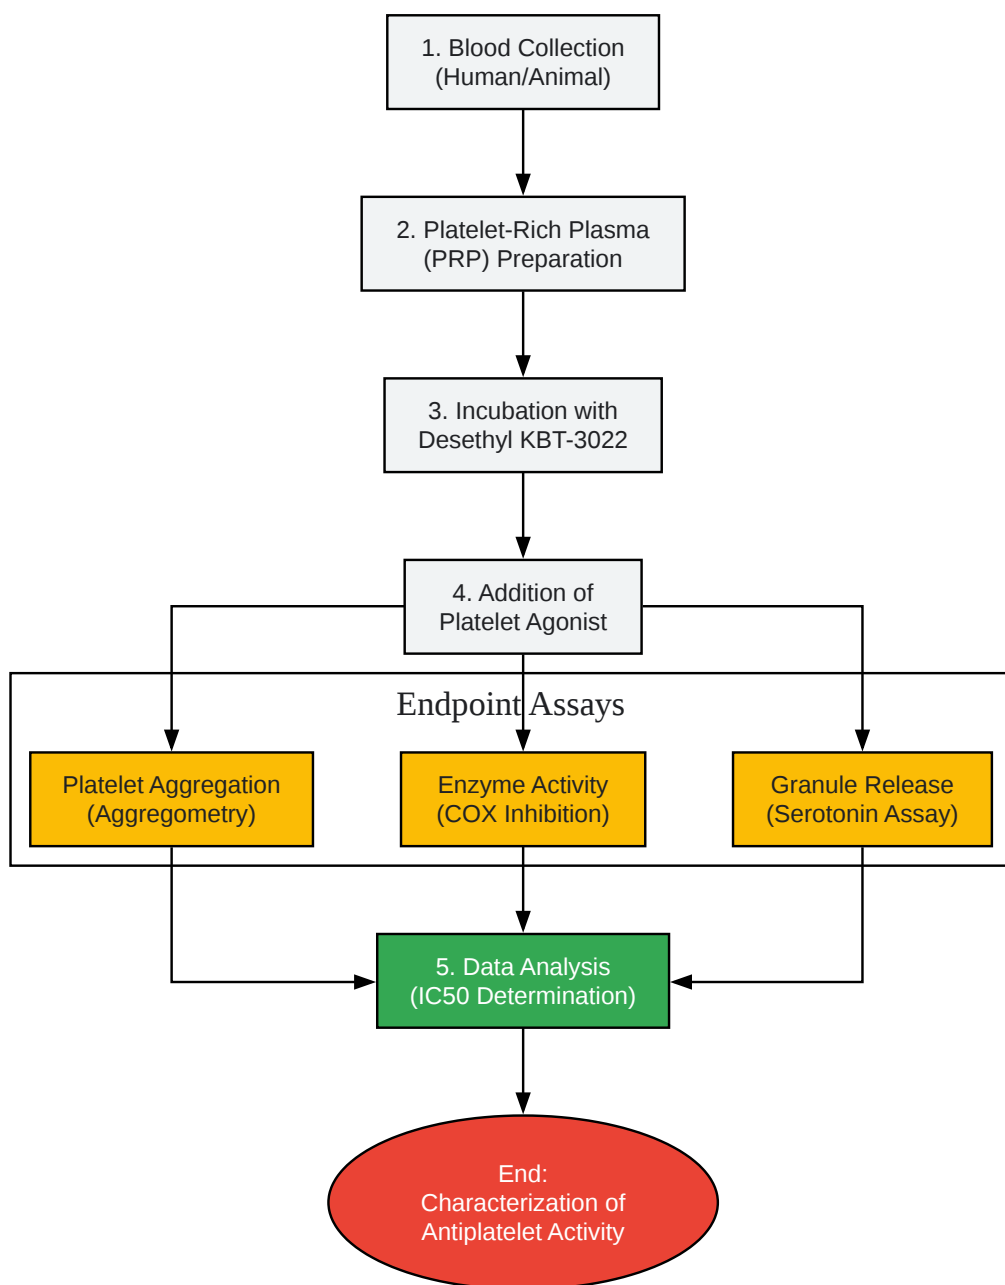 1. Blood Collection
(Human/Animal)
2. Platelet-Rich Plasma
(PRP) Preparation
3. Incubation with
Desethyl KBT-3022
4. Addition of
Platelet Agonist
Endpoint Assays
Platelet Aggregation
(Aggregometry)
Enzyme Activity
(COX Inhibition)
Granule Release
(Serotonin Assay)
5. Data Analysis
(IC50 Determination)
End:
Characterization of
Antiplatelet Activity